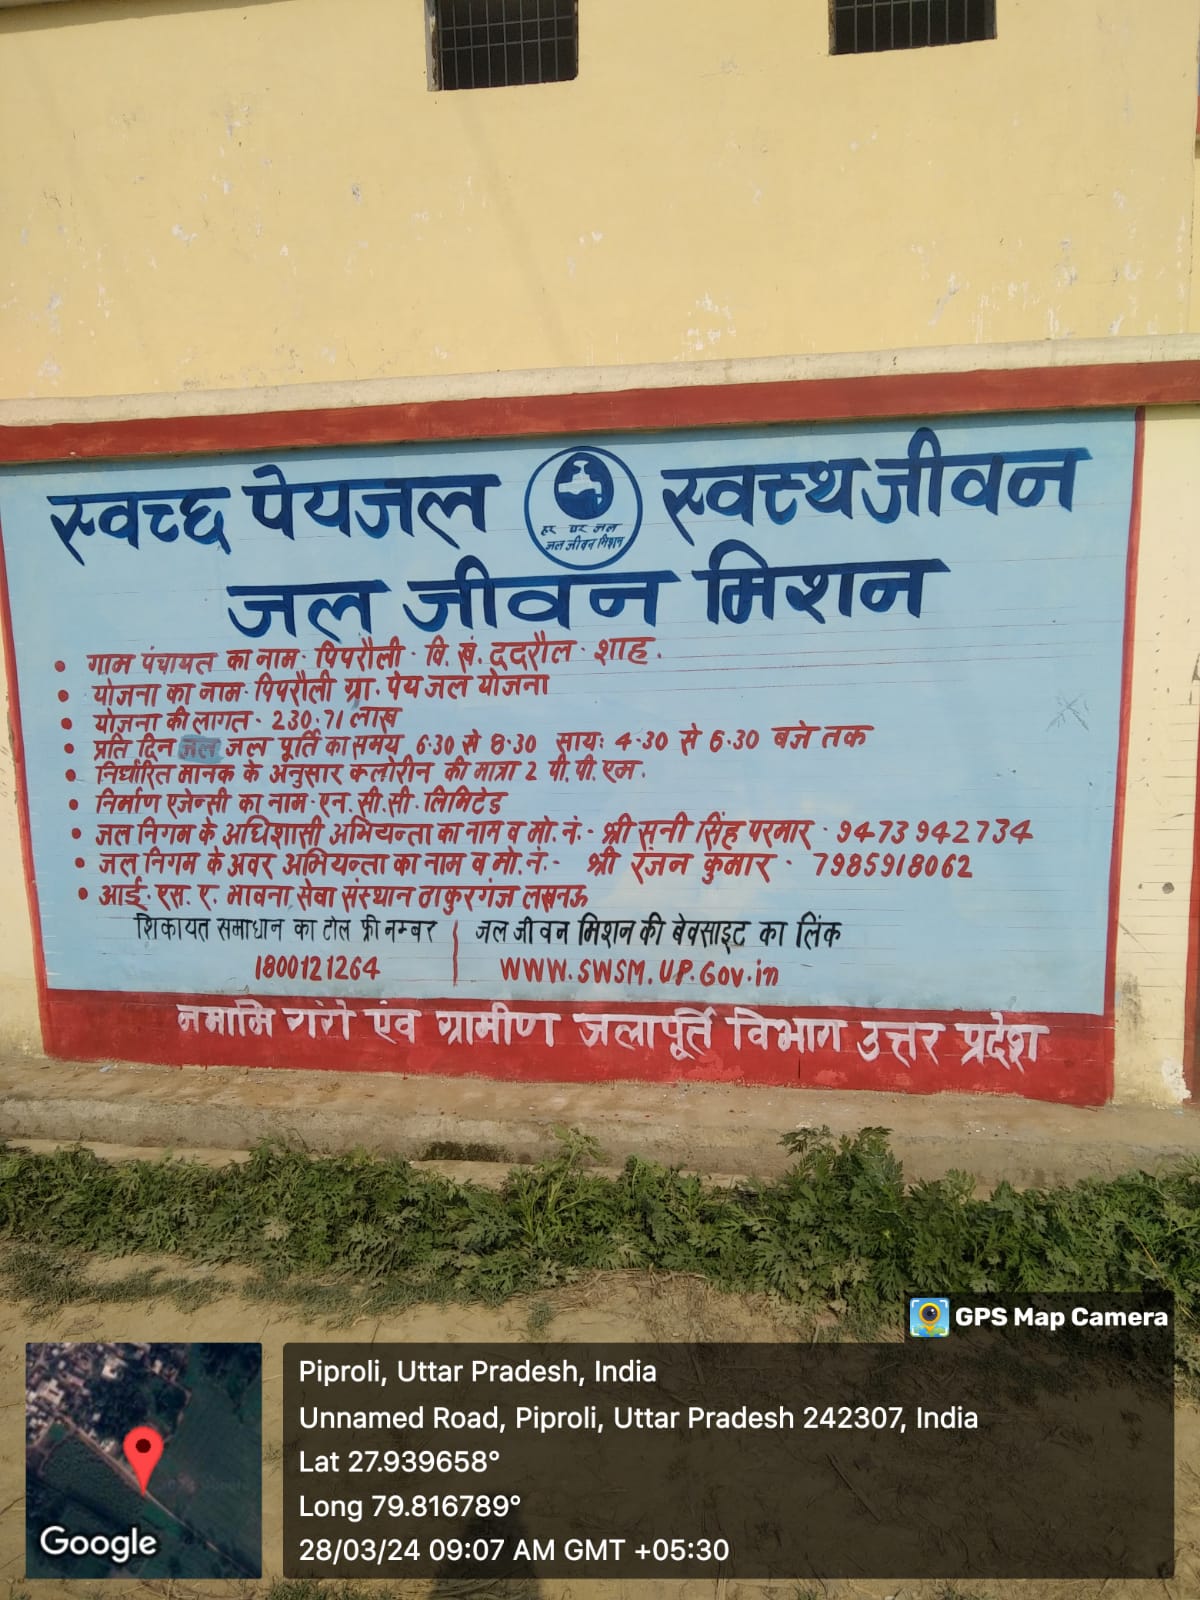 स्वच्छ पेयजल स्वस्थ जीवन
हर घर जल
जल जीवन मिशन
जल जीवन मिशन
• गाम पंचायत का नाम- पिपरौली - वि. खं. ददरौल - शाह.
• योजना का नाम- पिपरौली ग्रा. पेय जल योजना
• योजना की लागत - 230.71 लाख
• प्रति दिन जल जल पूर्ति का समय 6.30 से 8.30 सायः 4.30 से 6.30 बजे तक
• निर्धारित मानक के अनुसार क्लोरीन की मात्रा 2 पी. पी. एम.
• निर्माण एजेन्सी का नाम - एन. सी. सी. लिमिटेड
• जल निगम के अधिशासी अभियन्ता का नाम व मो. नं.- श्री सनी सिंह परमार - 9473942734
• जल निगम के अवर अभियन्ता का नाम व मो. नं.- श्री रंजन कुमार - 7985918062
• आई. एस. ए. भावना सेवा संस्थान ठाकुरगंज लखनऊ
शिकायत समाधान का टोल फ्री नम्बर | जल जीवन मिशन की बेवसाइट का लिंक
1800121264 | WWW.SWSM.UP.Gov.in
नमामि गंगे एंव ग्रामीण जलापूर्ति विभाग उत्तर प्रदेश
GPS Map Camera
Piproli, Uttar Pradesh, India
Unnamed Road, Piproli, Uttar Pradesh 242307, India
Lat 27.939658°
Long 79.816789°
28/03/24 09:07 AM GMT +05:30
Google